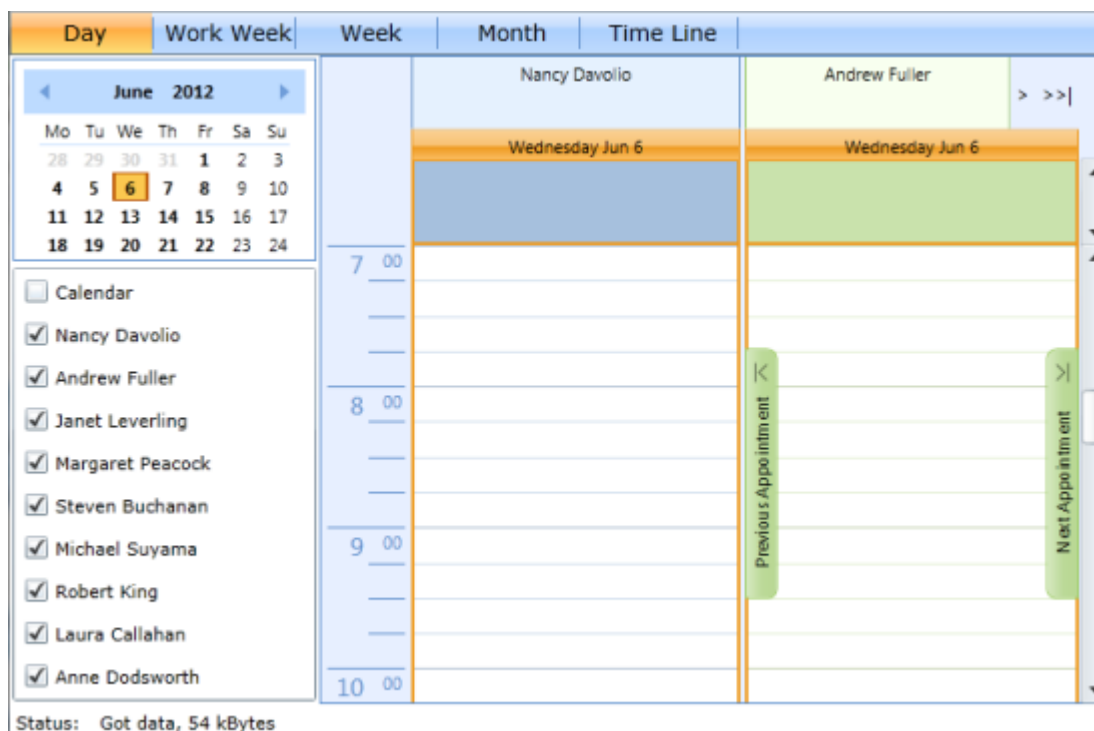 Day Work Week Week Month Time Line
June 2012
Mo Tu We Th Fr Sa Su
28 29 30 31 1 2 3
4 5 6 7 8 9 10
11 12 13 14 15 16 17
18 19 20 21 22 23 24
Calendar
Nancy Davolio
Andrew Fuller
Janet Leverling
Margaret Peacock
Steven Buchanan
Michael Suyama
Robert King
Laura Callahan
Anne Dodsworth
Status: Got data, 54 kBytes
Nancy Davolio
Andrew Fuller
> >>|
Wednesday Jun 6
Wednesday Jun 6
7 00
8 00
9 00
10 00
Previous Appointment
Next Appointment